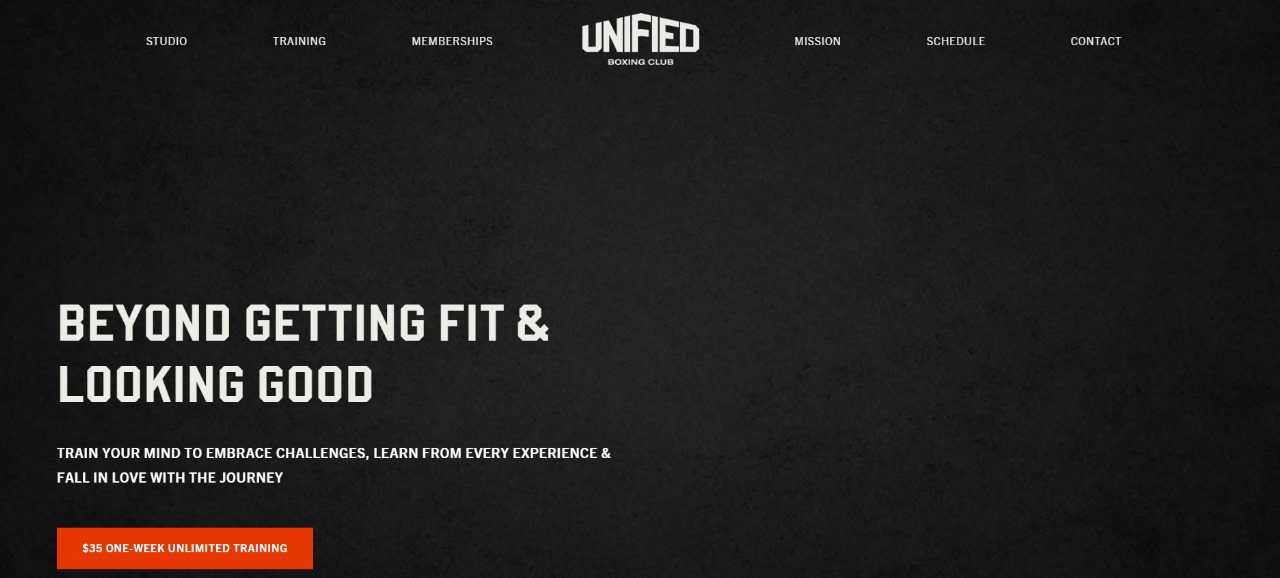 STUDIO TRAINING MEMBERSHIPS UNIFIED MISSION SCHEDULE CONTACT
BOXING CLUB
BEYOND GETTING FIT &
LOOKING GOOD
TRAIN YOUR MIND TO EMBRACE CHALLENGES, LEARN FROM EVERY EXPERIENCE &
FALL IN LOVE WITH THE JOURNEY
$35 ONE-WEEK UNLIMITED TRAINING